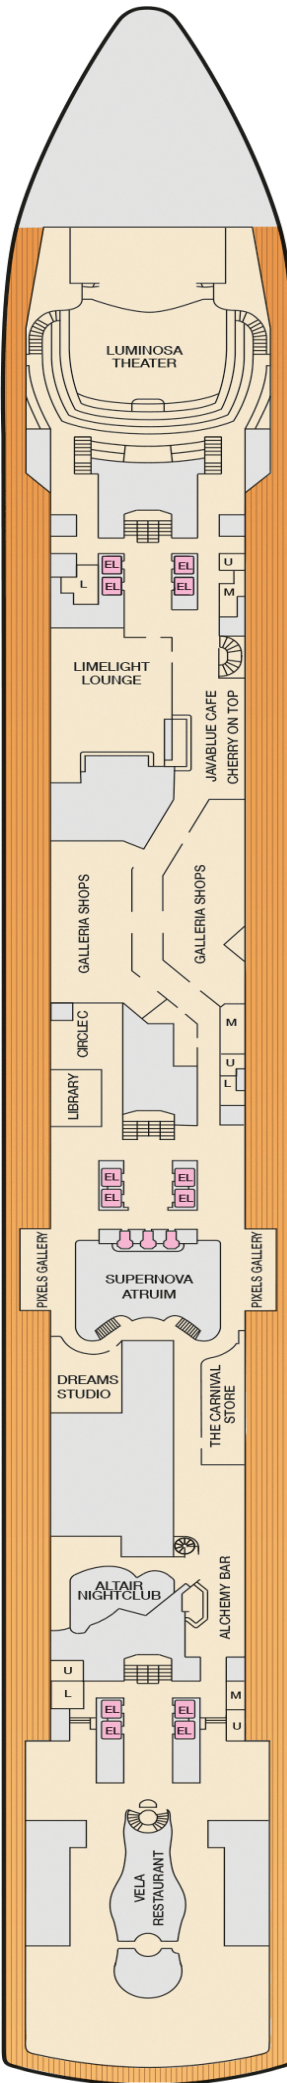 LUMINOSA
THEATER
EL
EL
EL
EL
U
L
M
LIMELIGHT
LOUNGE
JAVABLUE CAFE
CHERRY ON TOP
GALLERIA SHOPS
GALLERIA SHOPS
CIRCLE C
M
U
L
LIBRARY
EL
EL
EL
EL
PIXELS GALLERY
PIXELS GALLERY
SUPERNOVA
ATRUIM
DREAMS
STUDIO
THE CARNIVAL
STORE
ALTAIR
NIGHTCLUB
ALCHEMY BAR
U
L
M
U
EL
EL
EL
EL
VELA
RESTAURANT